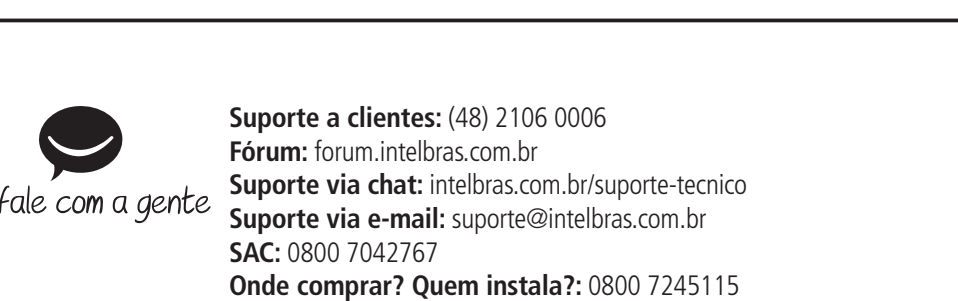 fale com a gente
Suporte a clientes: (48) 2106 0006
Fórum: forum.intelbras.com.br
Suporte via chat: intelbras.com.br/suporte-tecnico
Suporte via e-mail: suporte@intelbras.com.br
SAC: 0800 7042767
Onde comprar? Quem instala?: 0800 7245115